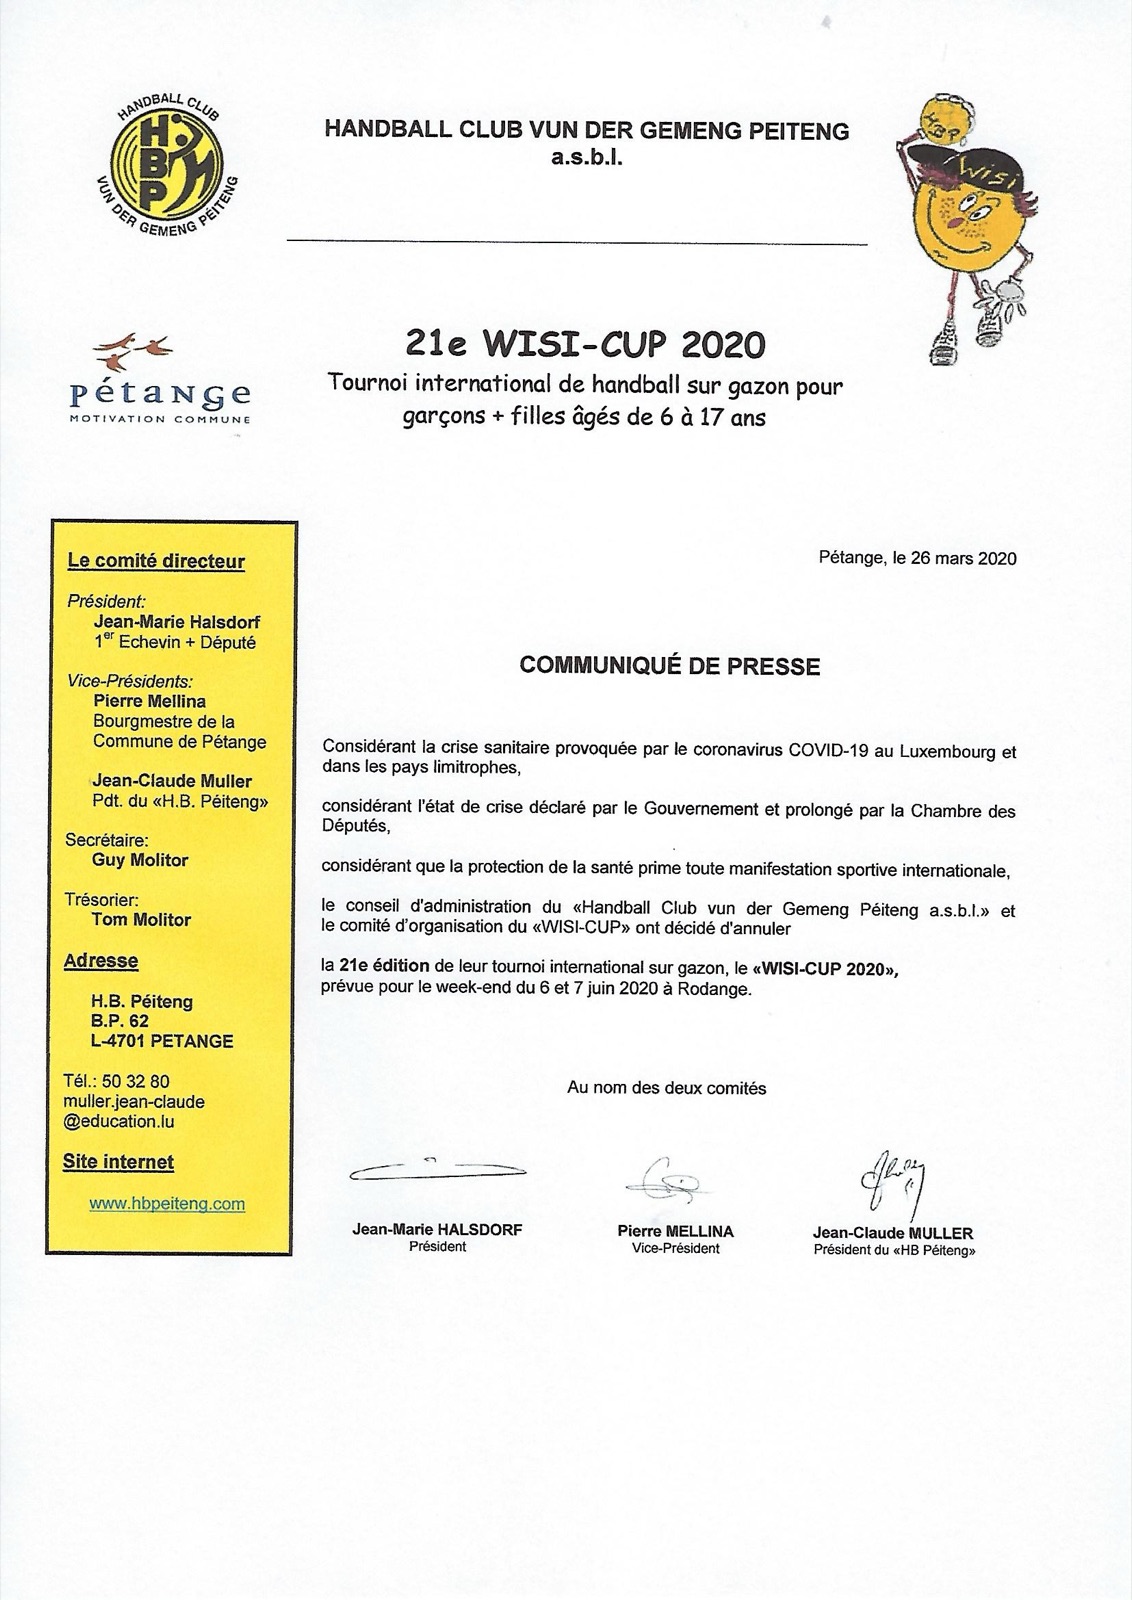 HANDBALL CLUB
HBP
VUN DER GEMENG PÉITENG
HANDBALL CLUB VUN DER GEMENG PEITENG
a.s.b.l.
H.B.P.
Wisi
21e WISI-CUP 2020
Tournoi international de handball sur gazon pour
garçons + filles âgés de 6 à 17 ans
Pétange
MOTIVATION COMMUNE
Le comité directeur
Président:
Jean-Marie Halsdorf
1er Echevin + Député
Vice-Présidents:
Pierre Mellina
Bourgmestre de la
Commune de Pétange
Jean-Claude Muller
Pdt. du «H.B. Péiteng»
Secrétaire:
Guy Molitor
Trésorier:
Tom Molitor
Adresse
H.B. Péiteng
B.P. 62
L-4701 PETANGE
Tél.: 50 32 80
muller.jean-claude
@education.lu
Site internet
www.hbpeiteng.com
Pétange, le 26 mars 2020
COMMUNIQUÉ DE PRESSE
Considérant la crise sanitaire provoquée par le coronavirus COVID-19 au Luxembourg et
dans les pays limitrophes,
considérant l'état de crise déclaré par le Gouvernement et prolongé par la Chambre des
Députés,
considérant que la protection de la santé prime toute manifestation sportive internationale,
le conseil d'administration du «Handball Club vun der Gemeng Péiteng a.s.b.l.» et
le comité d'organisation du «WISI-CUP» ont décidé d'annuler
la 21e édition de leur tournoi international sur gazon, le «WISI-CUP 2020»,
prévue pour le week-end du 6 et 7 juin 2020 à Rodange.
Au nom des deux comités
Jean-Marie HALSDORF
Président
Pierre MELLINA
Vice-Président
Jean-Claude MULLER
Président du «HB Péiteng»